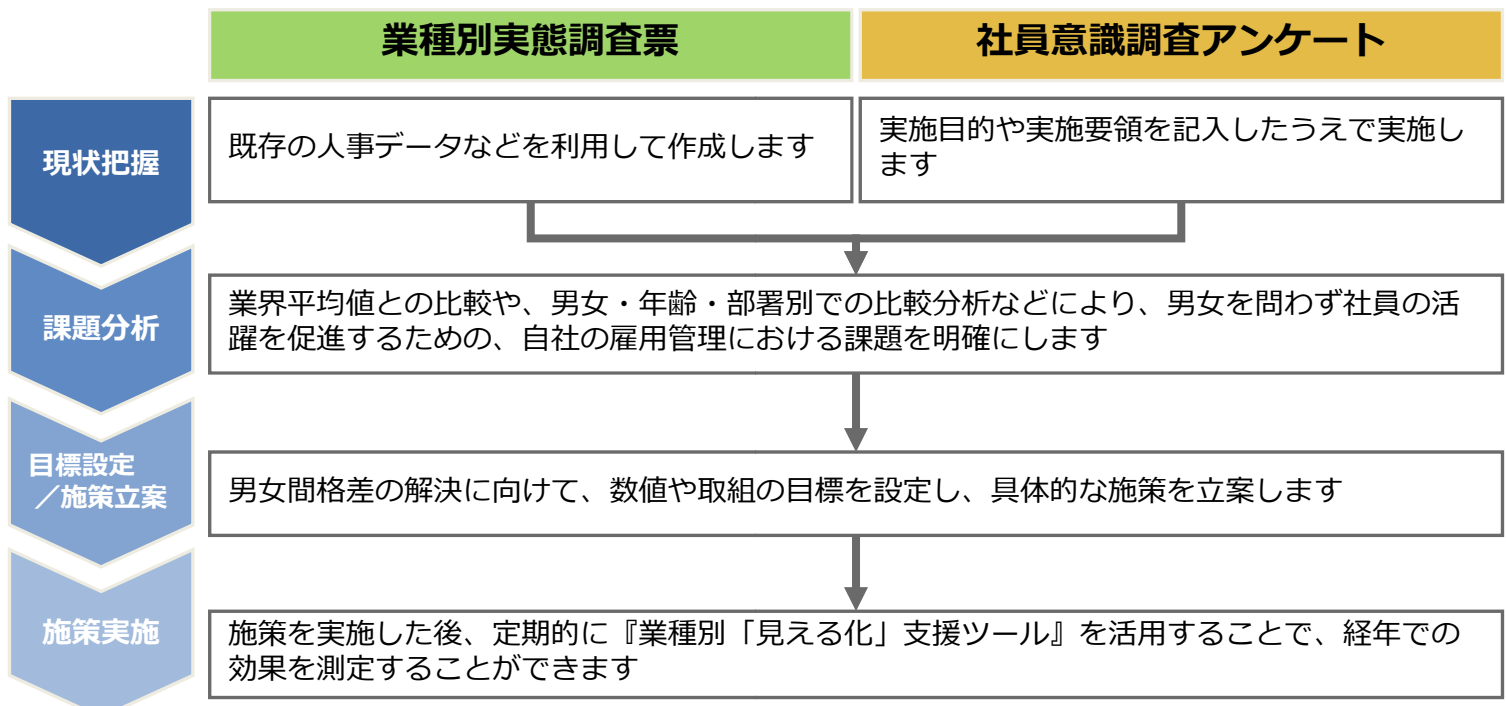 業種別実態調査票
社員意識調査アンケート
現状把握
既存の人事データなどを利用して作成します
実施目的や実施要領を記入したうえで実施し
ます
課題分析
業界平均値との比較や、男女・年齢・部署別での比較分析などにより、男女を問わず社員の活
躍を促進するための、自社の雇用管理における課題を明確にします
目標設定
／施策立案
男女間格差の解決に向けて、数値や取組の目標を設定し、具体的な施策を立案します
施策実施
施策を実施した後、定期的に『業種別「見える化」支援ツール』を活用することで、経年での
効果を測定することができます